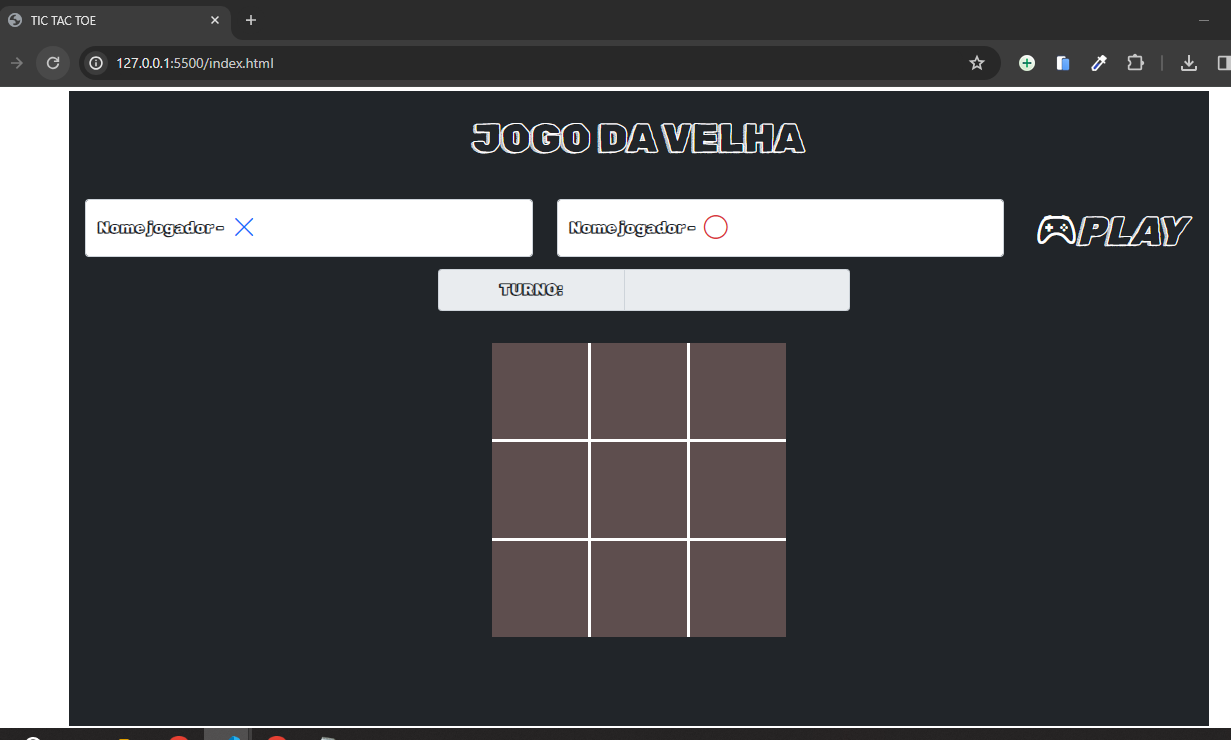 TIC TAC TOE
127.0.0.1:5500/index.html
JOGO DA VELHA
Nome jogador -
Nome jogador -
PLAY
TURNO: